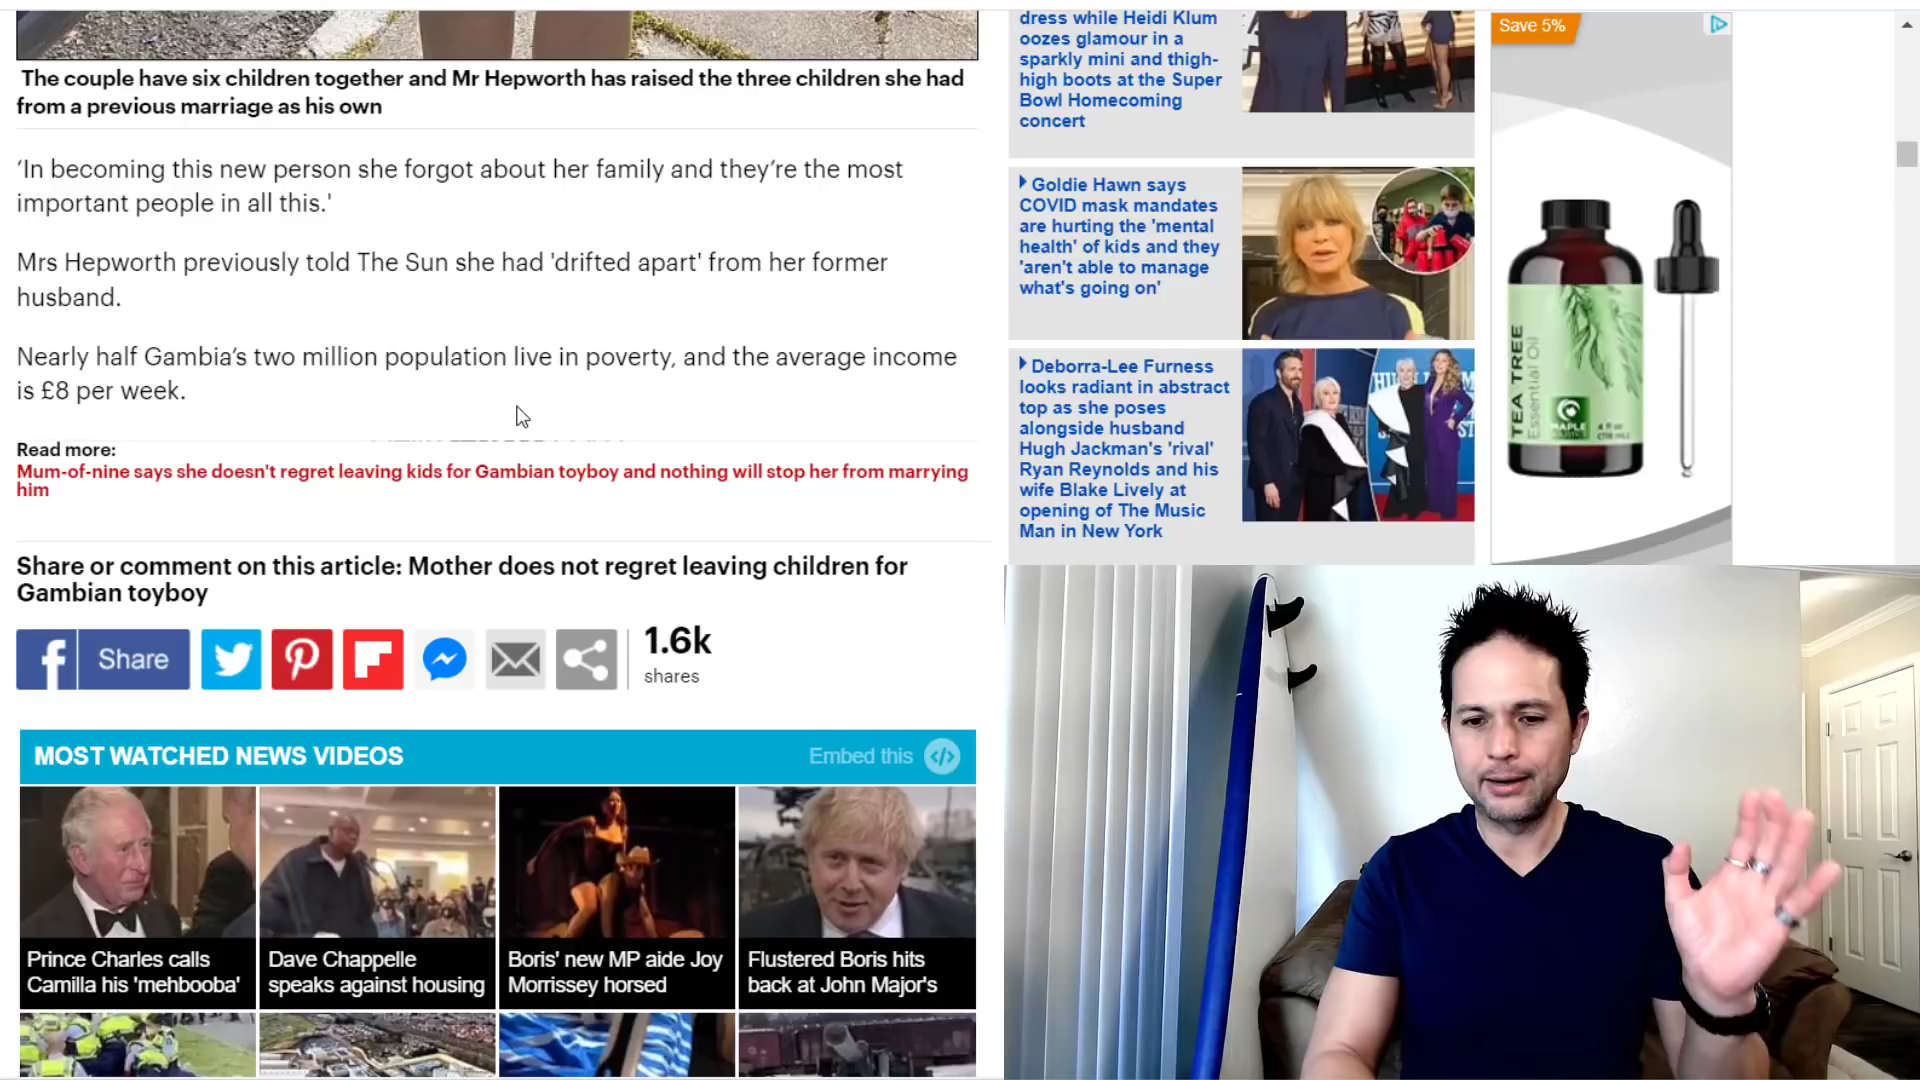 The couple have six children together and Mr Hepworth has raised the three children she had
from a previous marriage as his own
‘In becoming this new person she forgot about her family and they’re the most
important people in all this.'
Mrs Hepworth previously told The Sun she had 'drifted apart' from her former
husband.
Nearly half Gambia’s two million population live in poverty, and the average income
is £8 per week.
Read more:
Mum-of-nine says she doesn't regret leaving kids for Gambian toyboy and nothing will stop her from marrying
him
Share or comment on this article: Mother does not regret leaving children for
Gambian toyboy
Share
1.6k
shares
MOST WATCHED NEWS VIDEOS
Embed this
Prince Charles calls
Camilla his 'mehbooba'
Dave Chappelle
speaks against housing
Boris' new MP aide Joy
Morrissey horsed
Flustered Boris hits
back at John Major's
dress while Heidi Klum
oozes glamour in a
sparkly mini and thigh-
high boots at the Super
Bowl Homecoming
concert
Goldie Hawn says
COVID mask mandates
are hurting the 'mental
health' of kids and they
'aren't able to manage
what's going on'
Deborra-Lee Furness
looks radiant in abstract
top as she poses
alongside husband
Hugh Jackman's 'rival'
Ryan Reynolds and his
wife Blake Lively at
opening of The Music
Man in New York
Save 5%
TEA TREE
Essential Oil
MAPLE